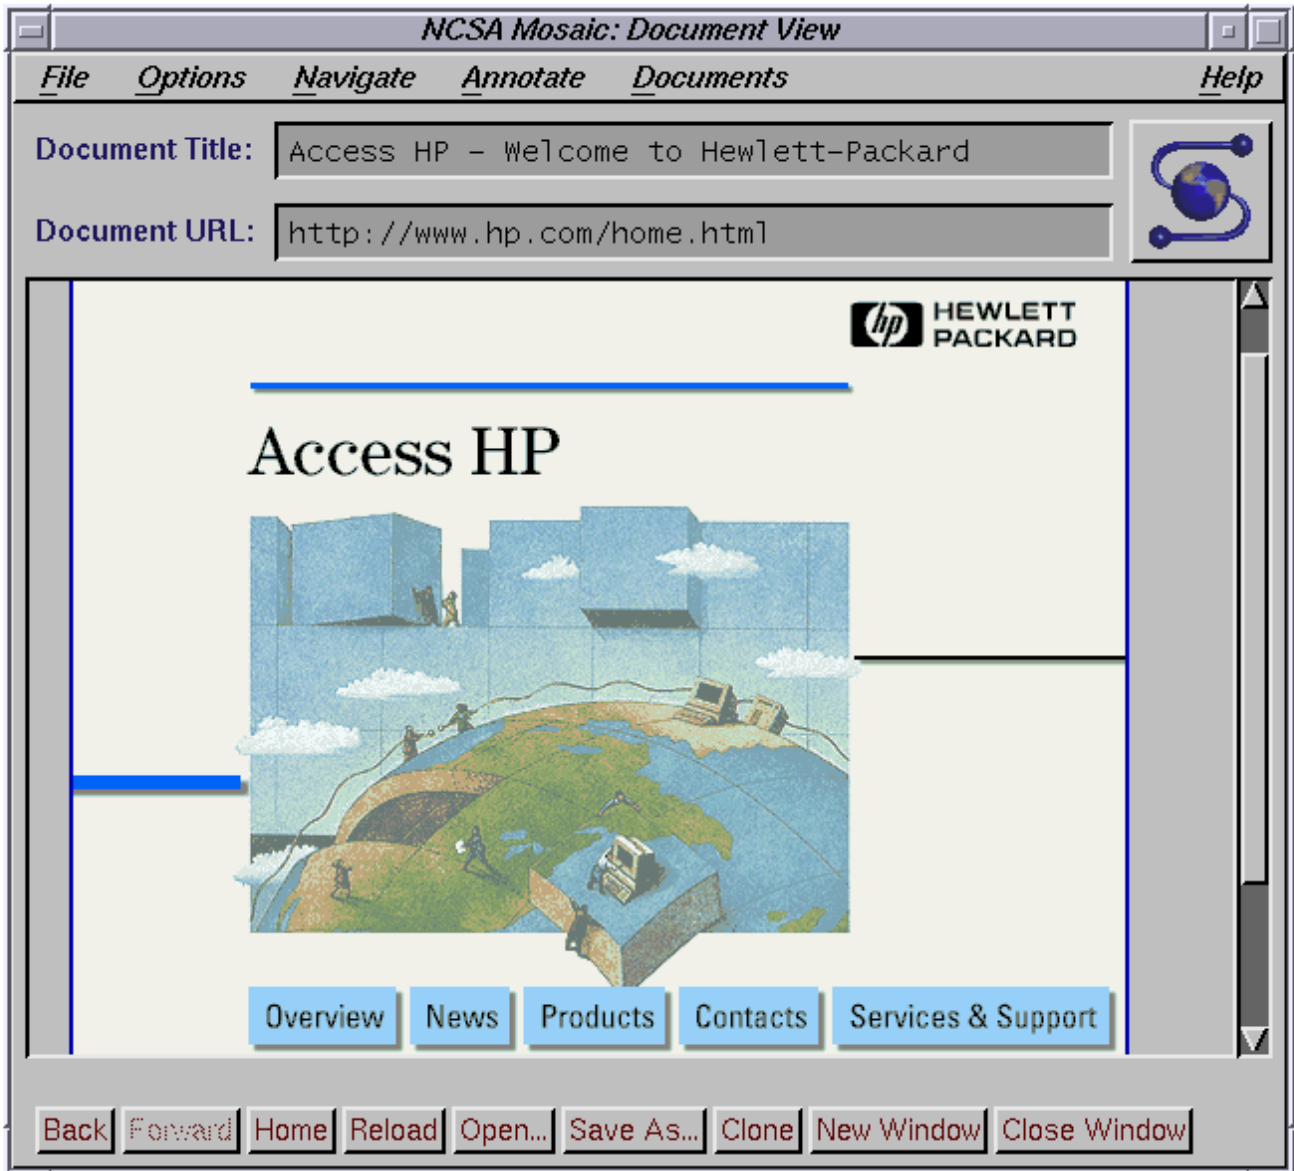 NCSA Mosaic: Document View
File Options Navigate Annotate Documents Help
Document Title: Access HP - Welcome to Hewlett-Packard
Document URL: http://www.hp.com/home.html
hp HEWLETT
PACKARD
Access HP
Overview News Products Contacts Services & Support
Back Forward Home Reload Open... Save As... Clone New Window Close Window